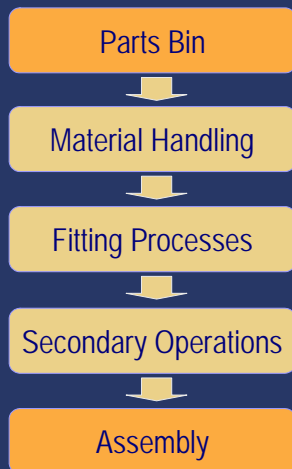 Parts Bin
Material Handling
Fitting Processes
Secondary Operations
Assembly